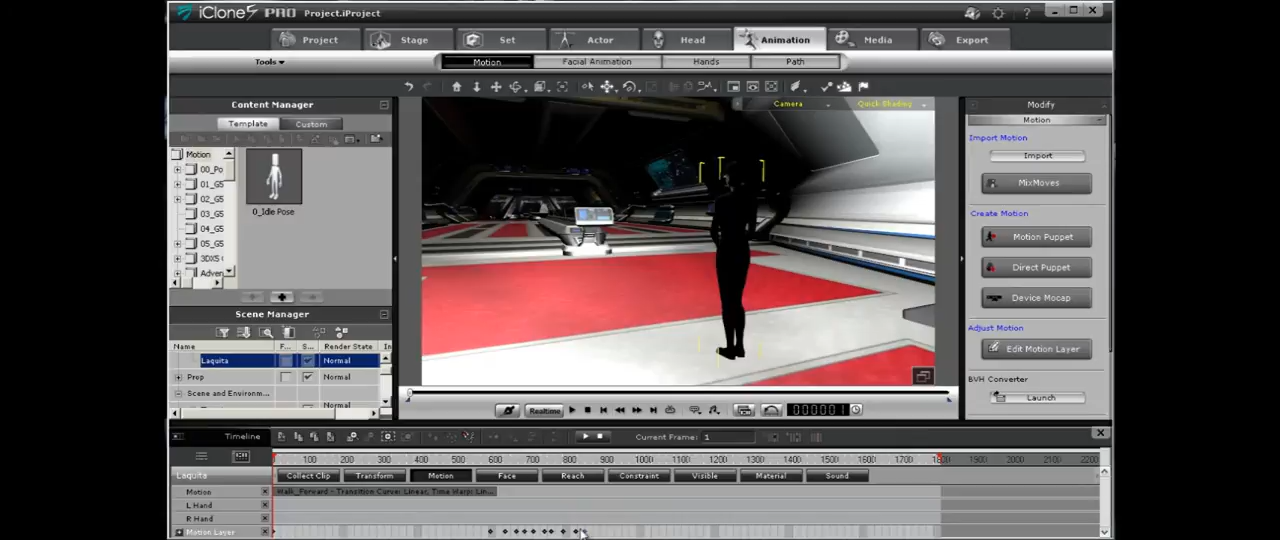 iClone5 PRO Project.iProject
Project Stage Set Actor Head Animation Media Export
Tools Motion Facial Animation Hands Path
Content Manager
Template Custom
Motion
00_Po
01_G5
02_G5
03_G5
04_G5
05_G5
3DXS
Adven
0_Idle Pose
Camera Quick Shading
Modify
Motion
Import Motion
Import
MixMoves
Create Motion
Motion Puppet
Direct Puppet
Device Mocap
Adjust Motion
Edit Motion Layer
BVH Converter
Launch
Scene Manager
Name F... S... Render State In
Laquita Normal
Prop Normal
Scene and Environm...
Normal
Realtime 000001
Timeline Current Frame: 1
100 200 300 400 500 600 700 800 900 1000 1100 1200 1300 1400 1500 1600 1700 1800 1900 2000 2100 2200
Laquita Collect Clip Transform Motion Face Reach Constraint Visible Material Sound
Motion Walk_Forward - Transition Curve: Linear, Time Warp: Lin...
L Hand
R Hand
Motion Layer